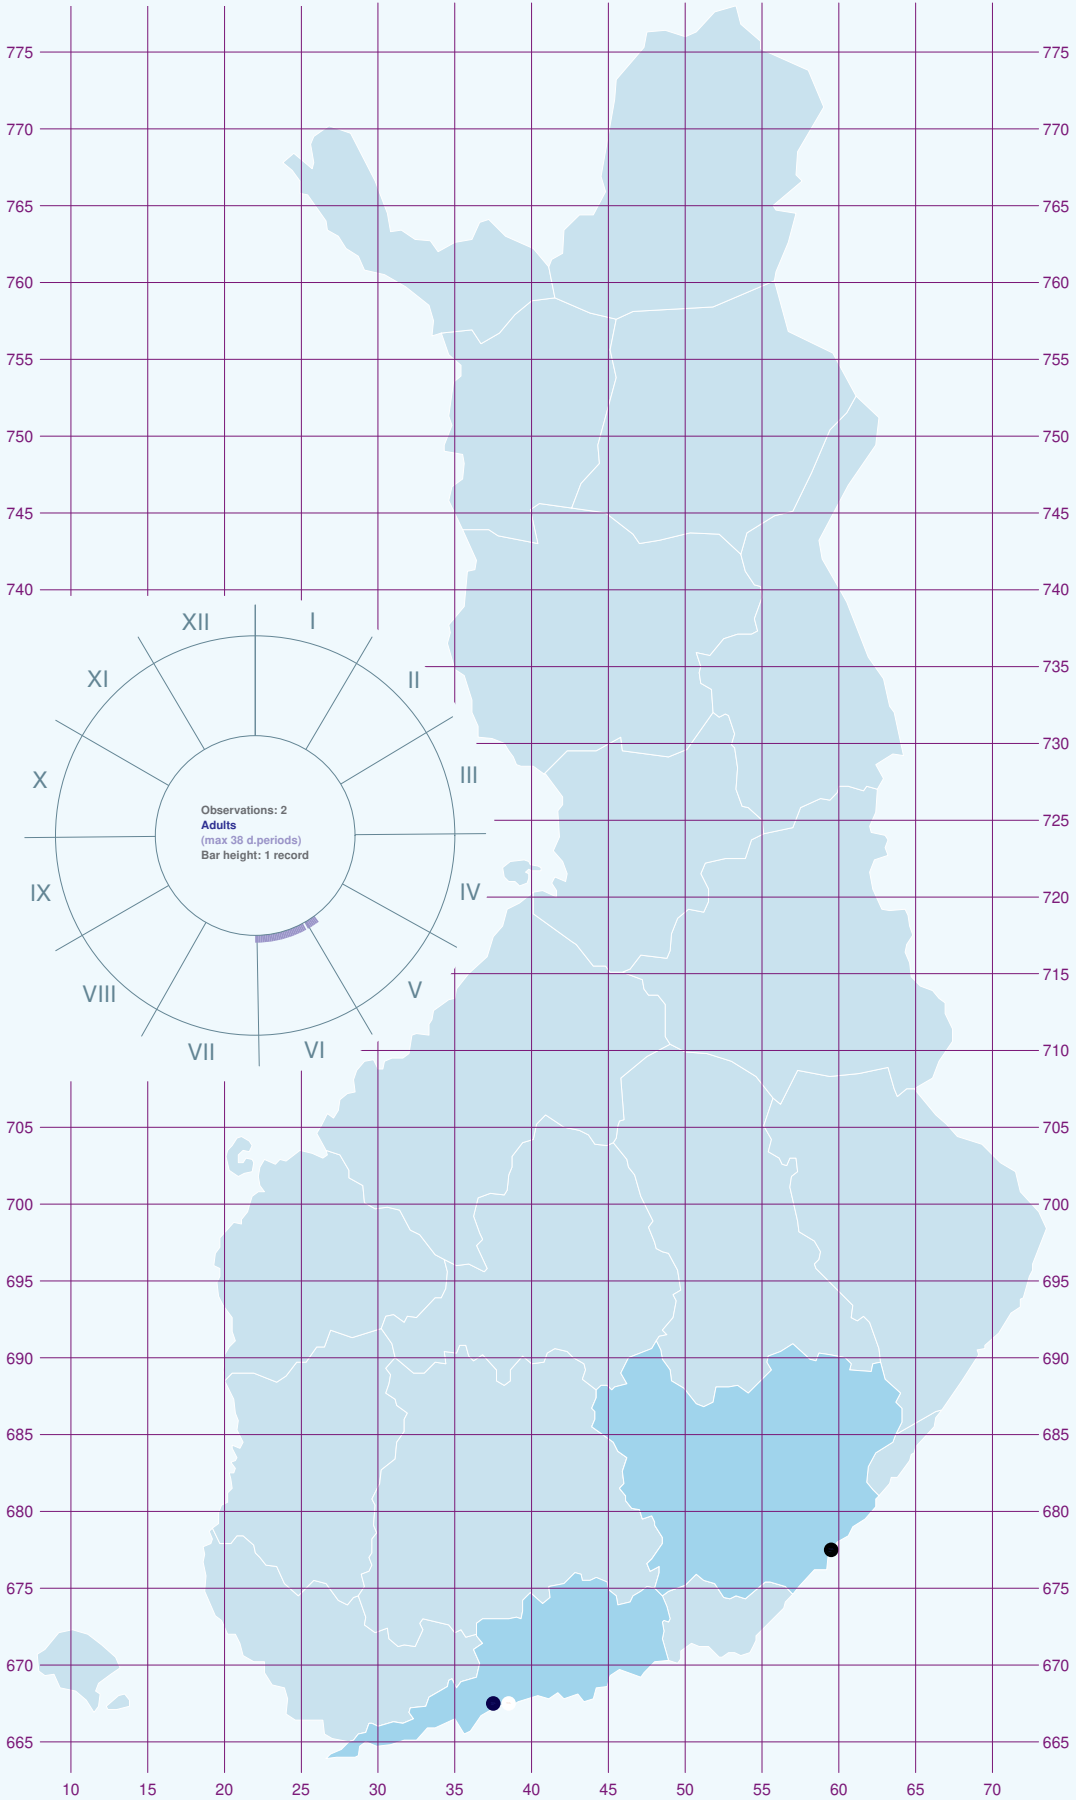 775 775
770 770
765 765
760 760
755 755
750 750
745 745
740 740
XII I
XI II
735
730
X III
Observations: 2
Adults
(max 38 d.periods)
Bar height: 1 record
725
IX IV
720
VIII V
715
VII VI
710
705 705
700 700
695 695
690 690
685 685
680 680
675 675
670 670
665 665
10 15 20 25 30 35 40 45 50 55 60 65 70